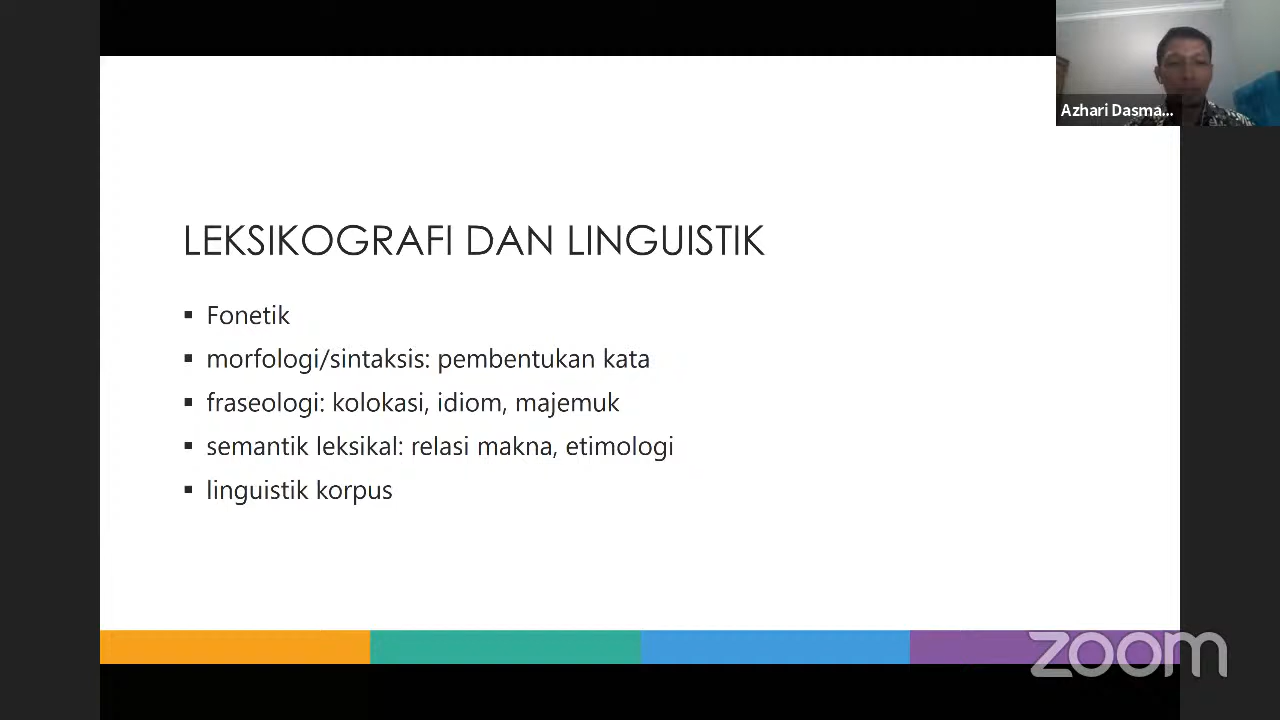 Azhari Dasma...
LEKSIKOGRAFI DAN LINGUISTIK
▪ Fonetik
▪ morfologi/sintaksis: pembentukan kata
▪ fraseologi: kolokasi, idiom, majemuk
▪ semantik leksikal: relasi makna, etimologi
▪ linguistik korpus
zoom